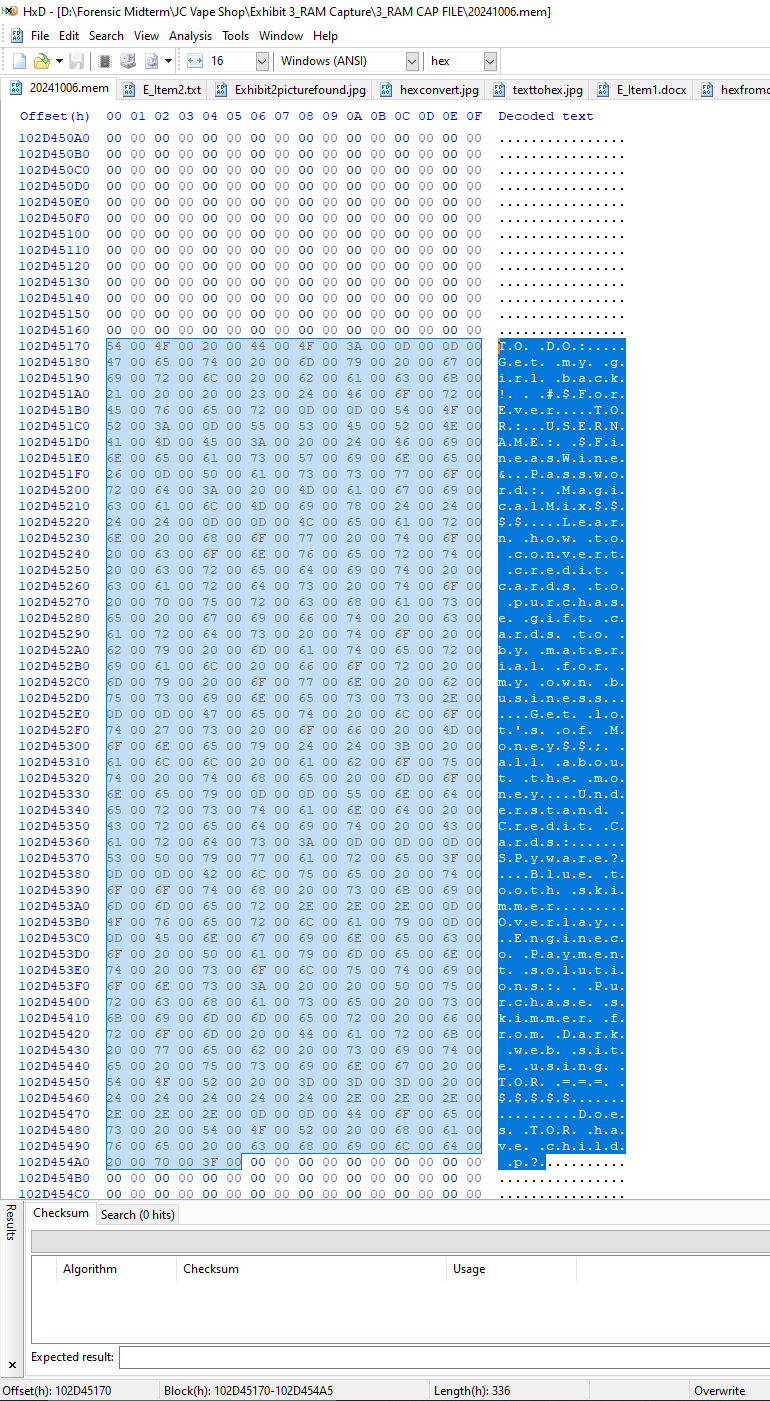 HxD - [D:\Forensic Midterm\JC Vape Shop\Exhibit 3_RAM Capture\3_RAM CAP FILE\20241006.mem]
File Edit Search View Analysis Tools Window Help
16 Windows (ANSI) hex
20241006.mem E_Item2.txt Exhibit2picturefound.jpg hexconvert.jpg texttohex.jpg E_Item1.docx hexfromc
Offset(h) 00 01 02 03 04 05 06 07 08 09 0A 0B 0C 0D 0E 0F Decoded text
102D450A0 00 00 00 00 00 00 00 00 00 00 00 00 00 00 00 00 ................
102D450B0 00 00 00 00 00 00 00 00 00 00 00 00 00 00 00 00 ................
102D450C0 00 00 00 00 00 00 00 00 00 00 00 00 00 00 00 00 ................
102D450D0 00 00 00 00 00 00 00 00 00 00 00 00 00 00 00 00 ................
102D450E0 00 00 00 00 00 00 00 00 00 00 00 00 00 00 00 00 ................
102D450F0 00 00 00 00 00 00 00 00 00 00 00 00 00 00 00 00 ................
102D45100 00 00 00 00 00 00 00 00 00 00 00 00 00 00 00 00 ................
102D45110 00 00 00 00 00 00 00 00 00 00 00 00 00 00 00 00 ................
102D45120 00 00 00 00 00 00 00 00 00 00 00 00 00 00 00 00 ................
102D45130 00 00 00 00 00 00 00 00 00 00 00 00 00 00 00 00 ................
102D45140 00 00 00 00 00 00 00 00 00 00 00 00 00 00 00 00 ................
102D45150 00 00 00 00 00 00 00 00 00 00 00 00 00 00 00 00 ................
102D45160 00 00 00 00 00 00 00 00 00 00 00 00 00 00 00 00 ................
102D45170 54 00 4F 00 20 00 44 00 4F 00 3A 00 0D 00 0D 00 T.O. .D.O.:.....
102D45180 47 00 65 00 74 00 20 00 6D 00 79 00 20 00 67 00 G.e.t. .m.y. .g.
102D45190 69 00 72 00 6C 00 20 00 62 00 61 00 63 00 6B 00 i.r.l. .b.a.c.k.
102D451A0 21 00 20 00 20 00 23 00 24 00 46 00 6F 00 72 00 !. . .#.$.F.o.r.
102D451B0 45 00 76 00 65 00 72 00 0D 00 0D 00 54 00 4F 00 E.v.e.r.....T.O.
102D451C0 52 00 3A 00 0D 00 55 00 53 00 45 00 52 00 4E 00 R.:...U.S.E.R.N.
102D451D0 41 00 4D 00 45 00 3A 00 20 00 24 00 46 00 69 00 A.M.E.:. .$.F.i.
102D451E0 6E 00 65 00 61 00 73 00 57 00 69 00 6E 00 65 00 n.e.a.s.W.i.n.e.
102D451F0 26 00 0D 00 50 00 61 00 73 00 73 00 77 00 6F 00 &...P.a.s.s.w.o.
102D45200 72 00 64 00 3A 00 20 00 4D 00 61 00 67 00 69 00 r.d.:. .M.a.g.i.
102D45210 63 00 61 00 6C 00 4D 00 69 00 78 00 24 00 24 00 c.a.l.M.i.x.$.$.
102D45220 24 00 24 00 0D 00 0D 00 4C 00 65 00 61 00 72 00 $.$.....L.e.a.r.
102D45230 6E 00 20 00 68 00 6F 00 77 00 20 00 74 00 6F 00 n. .h.o.w. .t.o.
102D45240 20 00 63 00 6F 00 6E 00 76 00 65 00 72 00 74 00 .c.o.n.v.e.r.t.
102D45250 20 00 63 00 72 00 65 00 64 00 69 00 74 00 20 00 .c.r.e.d.i.t. .
102D45260 63 00 61 00 72 00 64 00 73 00 20 00 74 00 6F 00 c.a.r.d.s. .t.o.
102D45270 20 00 70 00 75 00 72 00 63 00 68 00 61 00 73 00 .p.u.r.c.h.a.s.
102D45280 65 00 20 00 67 00 69 00 66 00 74 00 20 00 63 00 e. .g.i.f.t. .c.
102D45290 61 00 72 00 64 00 73 00 20 00 74 00 6F 00 20 00 a.r.d.s. .t.o. .
102D452A0 62 00 79 00 20 00 6D 00 61 00 74 00 65 00 72 00 b.y. .m.a.t.e.r.
102D452B0 69 00 61 00 6C 00 20 00 66 00 6F 00 72 00 20 00 i.a.l. .f.o.r. .
102D452C0 6D 00 79 00 20 00 6F 00 77 00 6E 00 20 00 62 00 m.y. .o.w.n. .b.
102D452D0 75 00 73 00 69 00 6E 00 65 00 73 00 73 00 2E 00 u.s.i.n.e.s.s...
102D452E0 0D 00 0D 00 47 00 65 00 74 00 20 00 6C 00 6F 00 ....G.e.t. .l.o.
102D452F0 74 00 27 00 73 00 20 00 6F 00 66 00 20 00 4D 00 t.'.s. .o.f. .M.
102D45300 6F 00 6E 00 65 00 79 00 24 00 24 00 3B 00 20 00 o.n.e.y.$.$.;. .
102D45310 61 00 6C 00 6C 00 20 00 61 00 62 00 6F 00 75 00 a.l.l. .a.b.o.u.
102D45320 74 00 20 00 74 00 68 00 65 00 20 00 6D 00 6F 00 t. .t.h.e. .m.o.
102D45330 6E 00 65 00 79 00 0D 00 0D 00 55 00 6E 00 64 00 n.e.y.....U.n.d.
102D45340 65 00 72 00 73 00 74 00 61 00 6E 00 64 00 20 00 e.r.s.t.a.n.d. .
102D45350 43 00 72 00 65 00 64 00 69 00 74 00 20 00 43 00 C.r.e.d.i.t. .C.
102D45360 61 00 72 00 64 00 73 00 3A 00 0D 00 0D 00 0D 00 a.r.d.s.:.......
102D45370 53 00 50 00 79 00 77 00 61 00 72 00 65 00 3F 00 S.P.y.w.a.r.e.?.
102D45380 0D 00 0D 00 42 00 6C 00 75 00 65 00 20 00 74 00 ....B.l.u.e. .t.
102D45390 6F 00 6F 00 74 00 68 00 20 00 73 00 6B 00 69 00 o.o.t.h. .s.k.i.
102D453A0 6D 00 6D 00 65 00 72 00 2E 00 2E 00 2E 00 0D 00 m.m.e.r.........
102D453B0 4F 00 76 00 65 00 72 00 6C 00 61 00 79 00 0D 00 O.v.e.r.l.a.y...
102D453C0 0D 00 45 00 6E 00 67 00 69 00 6E 00 65 00 63 00 ..E.n.g.i.n.e.c.
102D453D0 6F 00 20 00 50 00 61 00 79 00 6D 00 65 00 6E 00 o. .P.a.y.m.e.n.
102D453E0 74 00 20 00 73 00 6F 00 6C 00 75 00 74 00 69 00 t. .s.o.l.u.t.i.
102D453F0 6F 00 6E 00 73 00 3A 00 20 00 20 00 50 00 75 00 o.n.s.:. . .P.u.
102D45400 72 00 63 00 68 00 61 00 73 00 65 00 20 00 73 00 r.c.h.a.s.e. .s.
102D45410 6B 00 69 00 6D 00 6D 00 65 00 72 00 20 00 66 00 k.i.m.m.e.r. .f.
102D45420 72 00 6F 00 6D 00 20 00 44 00 61 00 72 00 6B 00 r.o.m. .D.a.r.k.
102D45430 20 00 77 00 65 00 62 00 20 00 73 00 69 00 74 00 .w.e.b. .s.i.t.
102D45440 65 00 20 00 75 00 73 00 69 00 6E 00 67 00 20 00 e. .u.s.i.n.g. .
102D45450 54 00 4F 00 52 00 20 00 3D 00 3D 00 3D 00 20 00 T.O.R. .=.=.=. .
102D45460 24 00 24 00 24 00 24 00 24 00 2E 00 2E 00 2E 00 $.$.$.$.$.......
102D45470 2E 00 2E 00 2E 00 0D 00 0D 00 44 00 6F 00 65 00 ..........D.o.e.
102D45480 73 00 20 00 54 00 4F 00 52 00 20 00 68 00 61 00 s. .T.O.R. .h.a.
102D45490 76 00 65 00 20 00 63 00 68 00 69 00 6C 00 64 00 v.e. .c.h.i.l.d.
102D454A0 20 00 70 00 3F 00 00 00 00 00 00 00 00 00 00 00 .p.?............
102D454B0 00 00 00 00 00 00 00 00 00 00 00 00 00 00 00 00 ................
102D454C0 00 00 00 00 00 00 00 00 00 00 00 00 00 00 00 00 ................
Results
Checksum Search (0 hits)
Algorithm Checksum Usage
Expected result:
Offset(h): 102D45170 Block(h): 102D45170-102D454A5 Length(h): 336 Overwrite